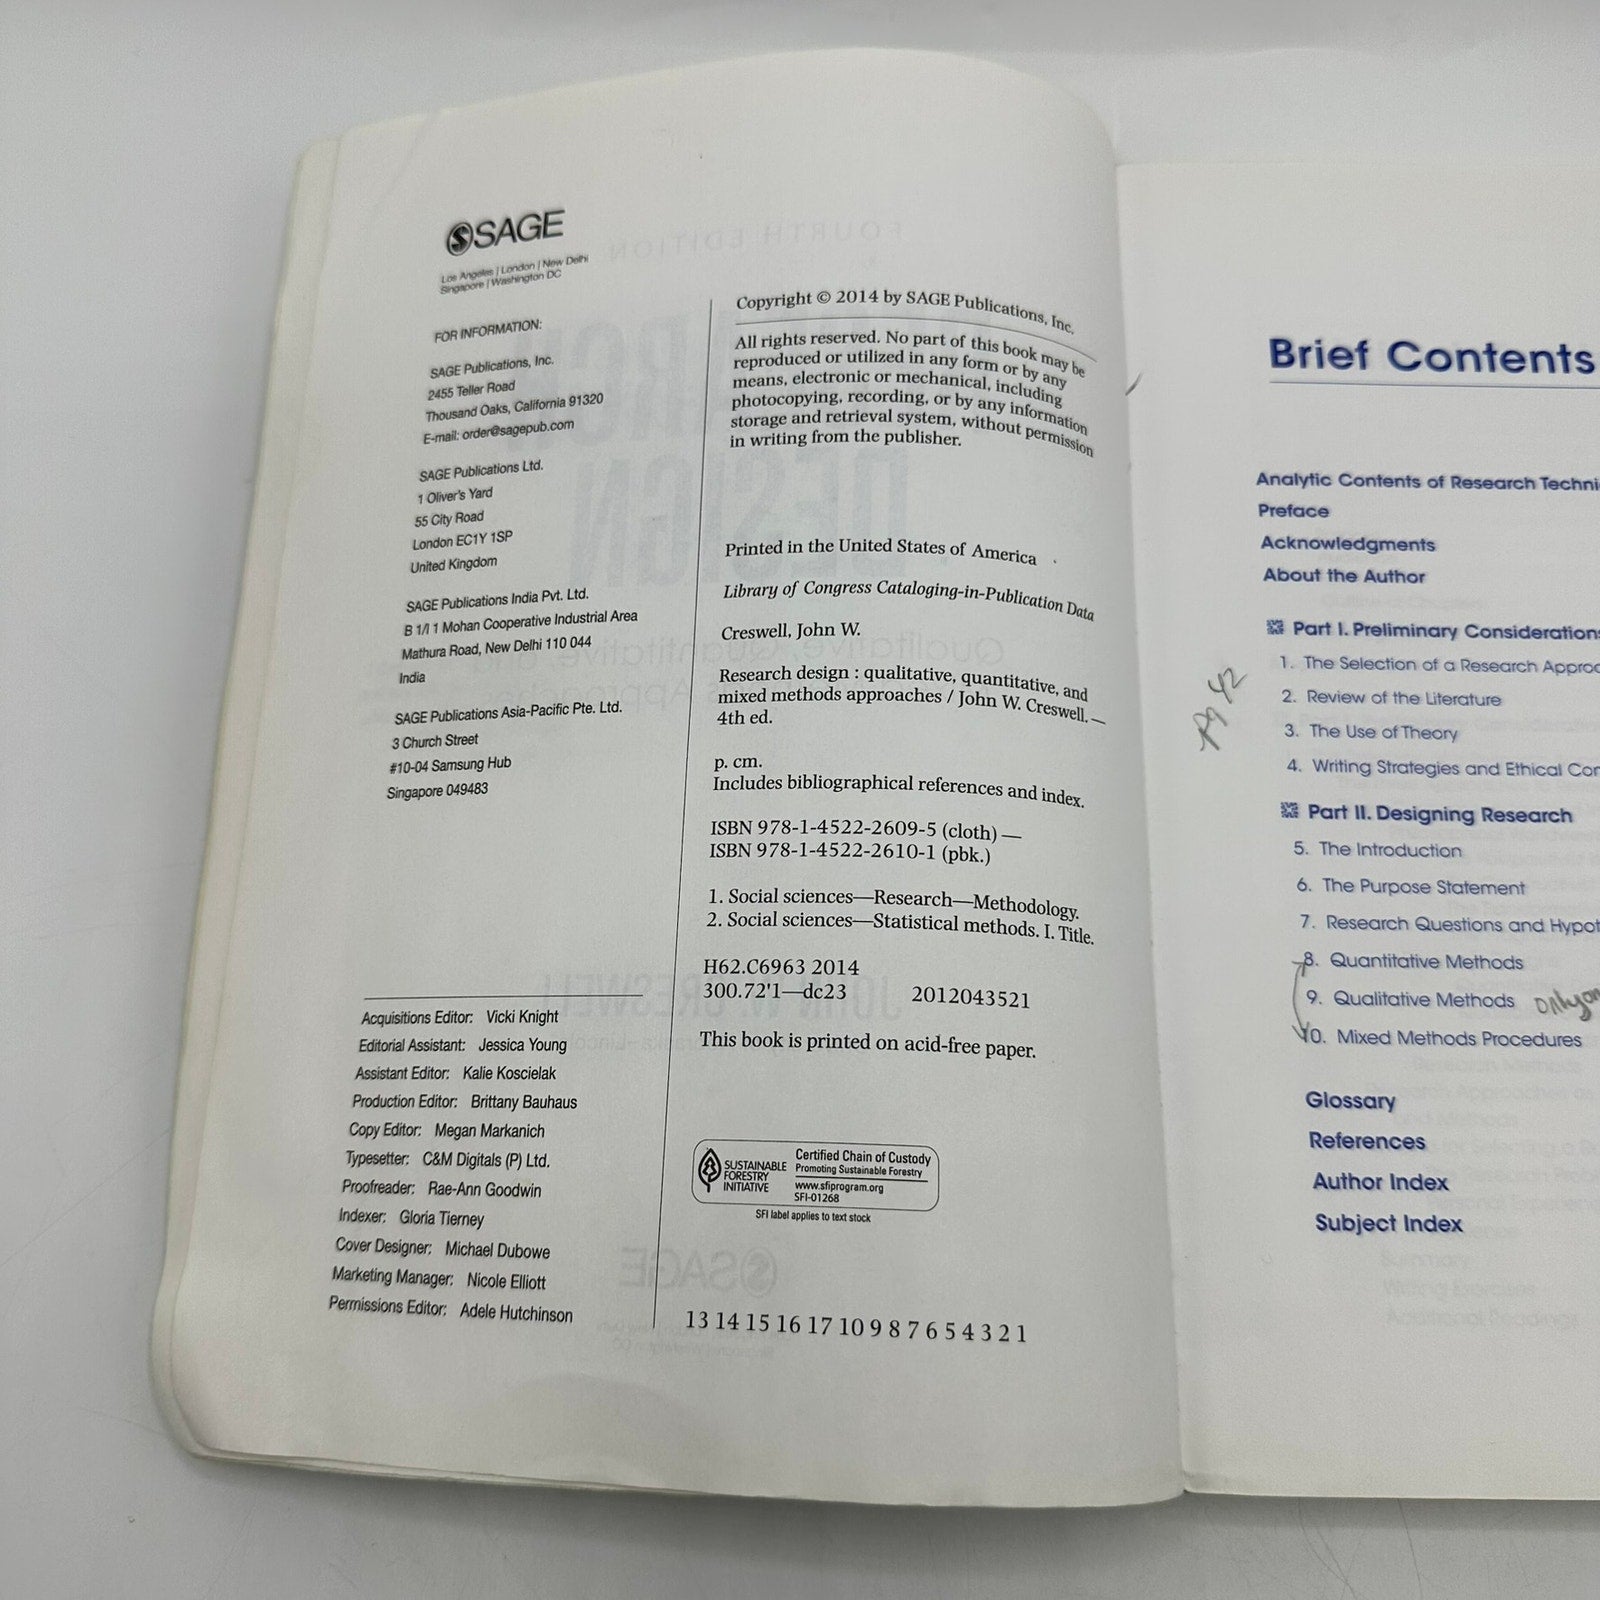 SAGE
Los Angeles | London | New Delhi
Singapore | Washington DC
FOR INFORMATION:
SAGE Publications, Inc.
2455 Teller Road
Thousand Oaks, California 91320
E-mail: order@sagepub.com
SAGE Publications Ltd.
1 Oliver's Yard
55 City Road
London EC1Y 1SP
United Kingdom
SAGE Publications India Pvt. Ltd.
B 1/I 1 Mohan Cooperative Industrial Area
Mathura Road, New Delhi 110 044
India
SAGE Publications Asia-Pacific Pte. Ltd.
3 Church Street
#10-04 Samsung Hub
Singapore 049483
Acquisitions Editor: Vicki Knight
Editorial Assistant: Jessica Young
Assistant Editor: Kalie Koscielak
Production Editor: Brittany Bauhaus
Copy Editor: Megan Markanich
Typesetter: C&M Digitals (P) Ltd.
Proofreader: Rae-Ann Goodwin
Indexer: Gloria Tierney
Cover Designer: Michael Dubowe
Marketing Manager: Nicole Elliott
Permissions Editor: Adele Hutchinson
Copyright © 2014 by SAGE Publications, Inc.
All rights reserved. No part of this book may be
reproduced or utilized in any form or by any
means, electronic or mechanical, including
photocopying, recording, or by any information
storage and retrieval system, without permission
in writing from the publisher.
Printed in the United States of America
Library of Congress Cataloging-in-Publication Data
Creswell, John W.
Research design : qualitative, quantitative, and
mixed methods approaches / John W. Creswell. —
4th ed.
p. cm.
Includes bibliographical references and index.
ISBN 978-1-4522-2609-5 (cloth) —
ISBN 978-1-4522-2610-1 (pbk.)
1. Social sciences—Research—Methodology.
2. Social sciences—Statistical methods. I. Title.
H62.C6963 2014
300.72'1—dc23 2012043521
This book is printed on acid-free paper.
SUSTAINABLE
FORESTRY
INITIATIVE
Certified Chain of Custody
Promoting Sustainable Forestry
www.sfiprogram.org
SFI-01268
SFI label applies to text stock
13 14 15 16 17 10 9 8 7 6 5 4 3 2 1
Brief Contents
Analytic Contents of Research Techni
Preface
Acknowledgments
About the Author
Part I. Preliminary Considerations
1. The Selection of a Research Approa
2. Review of the Literature
3. The Use of Theory
4. Writing Strategies and Ethical Con
pg 42
Part II. Designing Research
5. The Introduction
6. The Purpose Statement
7. Research Questions and Hypot
8. Quantitative Methods
9. Qualitative Methods
10. Mixed Methods Procedures
Glossary
References
Author Index
Subject Index